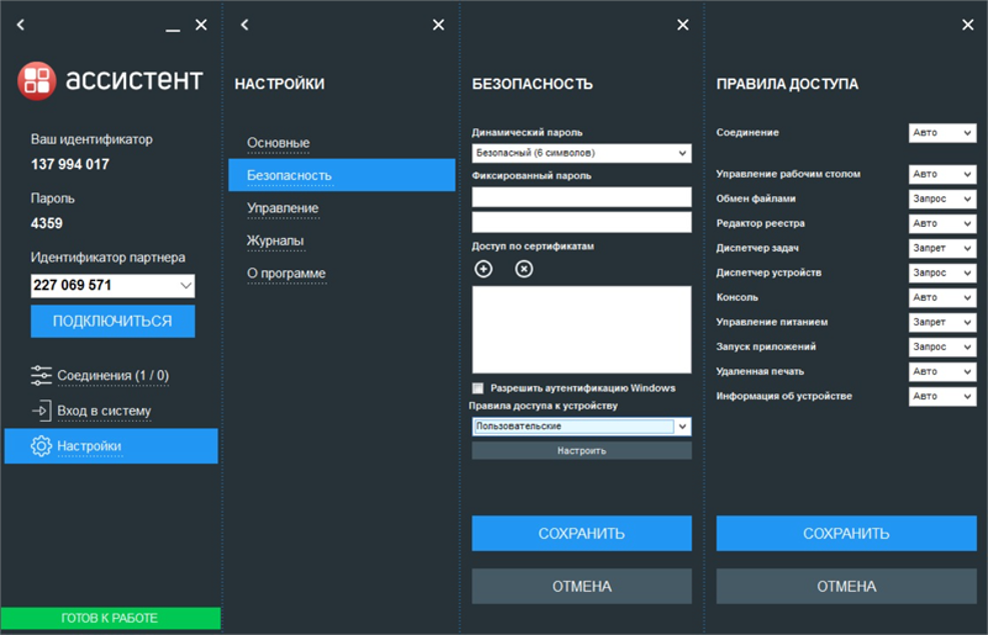 ассистент
Ваш идентификатор
137 994 017
Пароль
4359
Идентификатор партнера
227 069 571
ПОДКЛЮЧИТЬСЯ
Соединения (1 / 0)
Вход в систему
Настройки
ГОТОВ К РАБОТЕ
НАСТРОЙКИ
Основные
Безопасность
Управление
Журналы
О программе
БЕЗОПАСНОСТЬ
Динамический пароль
Безопасный (6 символов)
Фиксированный пароль
Доступ по сертификатам
Разрешить аутентификацию Windows
Правила доступа к устройству
Пользовательские
Настроить
СОХРАНИТЬ
ОТМЕНА
ПРАВИЛА ДОСТУПА
Соединение Авто
Управление рабочим столом Авто
Обмен файлами Запрос
Редактор реестра Авто
Диспетчер задач Запрет
Диспетчер устройств Запрос
Консоль Авто
Управление питанием Запрет
Запуск приложений Запрос
Удаленная печать Авто
Информация об устройстве Авто
СОХРАНИТЬ
ОТМЕНА